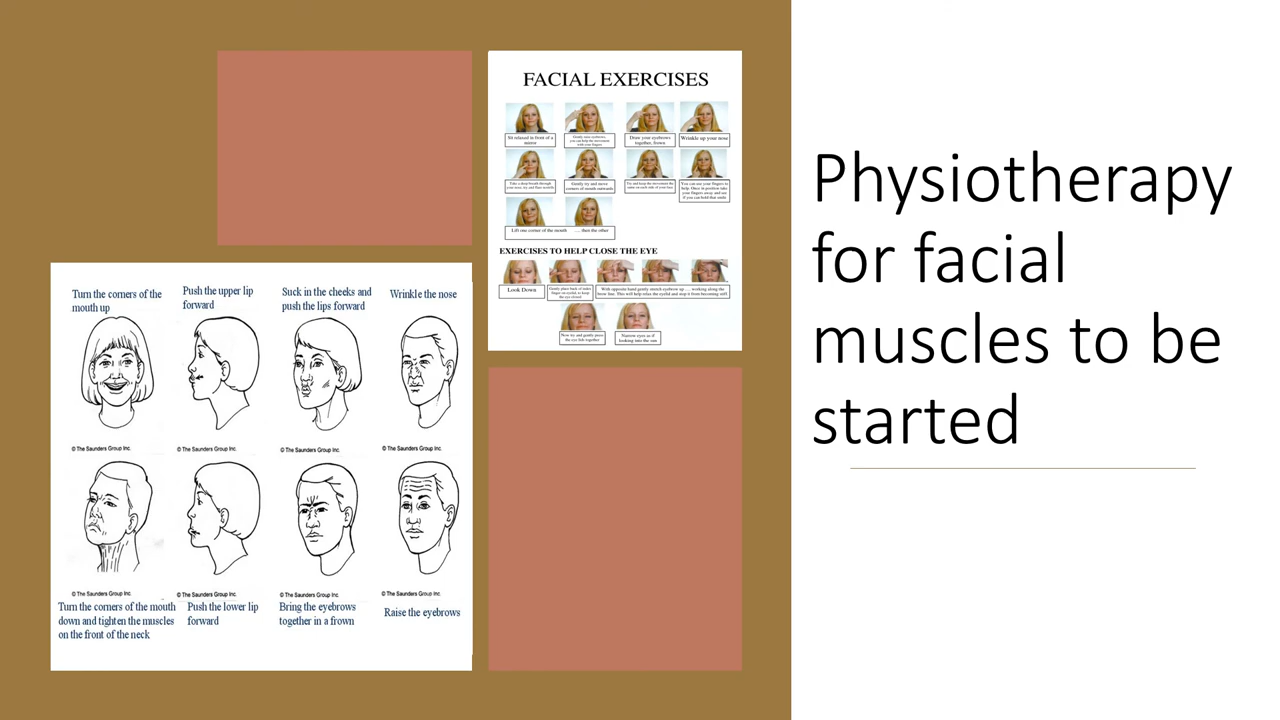 Physiotherapy
for facial
muscles to be
started
FACIAL EXERCISES
Sit relaxed in front of a
mirror
Gently raise eyebrows,
you can help the movement
with your fingers
Draw your eyebrows
together, frown
Wrinkle up your nose
Take a deep breath through
your nose
Gently try and move
corners of mouth outwards
Try and keep the movement the
same on each side of your face
You can use your fingers to
help. Once in position take
your fingers away and see
if you can hold that smile
Lift one corner of the mouth
.... then the other
EXERCISES TO HELP CLOSE THE EYE
Look Down
Gently place back of index
finger on eyelid, to keep
the eye closed
With opposite hand gently stretch eyebrow up .... working along the
brow line. This will help relax the eyelid and stop it from becoming stiff.
Now try and gently press
the eye lids together
Narrow eyes as if
looking into the sun
Turn the corners of the
mouth up
Push the upper lip
forward
Suck in the cheeks and
push the lips forward
Wrinkle the nose
© The Saunders Group Inc.
© The Saunders Group Inc.
© The Saunders Group Inc.
© The Saunders Group Inc.
© The Saunders Group Inc.
© The Saunders Group Inc.
© The Saunders Group Inc.
© The Saunders Group Inc.
Turn the corners of the mouth
down and tighten the muscles
on the front of the neck
Push the lower lip
forward
Bring the eyebrows
together in a frown
Raise the eyebrows